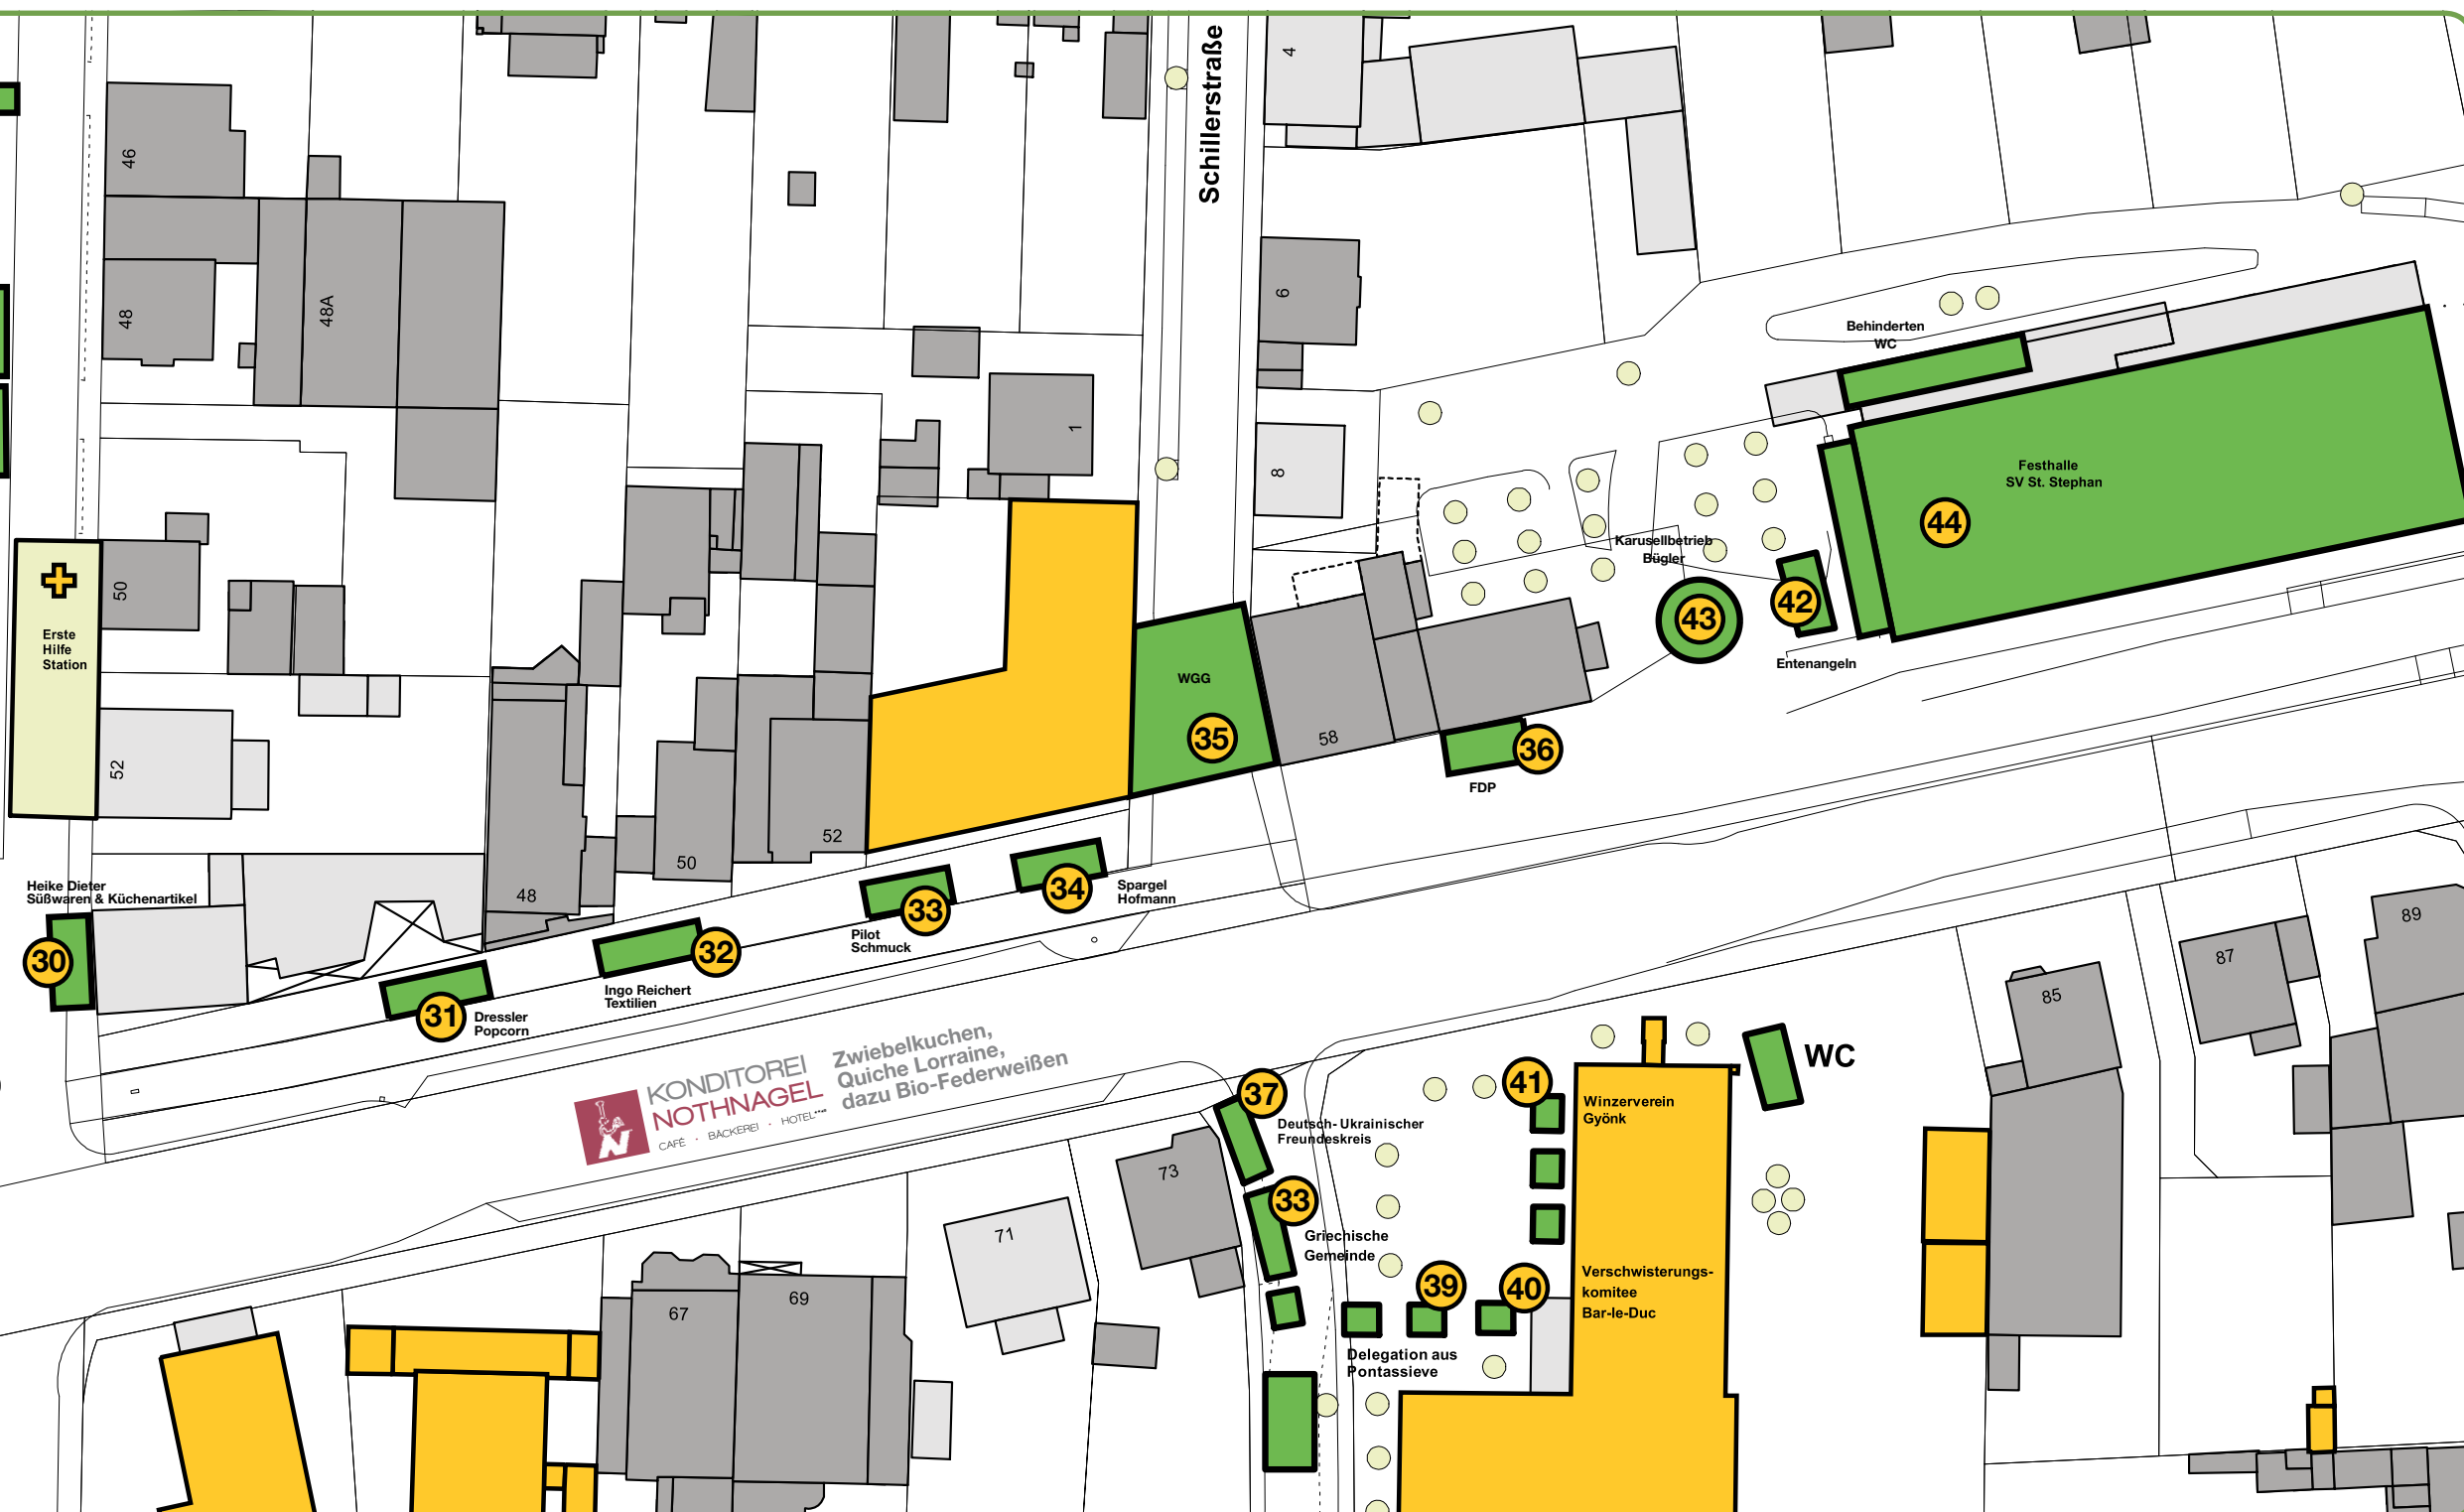 Schillerstraße
4
46
6
48
48A
Behinderten
WC
1
8
Festhalle
SV St. Stephan
44
Karusellbetrieb
Bügler
43
42
Entenangeln
50
Erste
Hilfe
Station
52
WGG
35
58
36
FDP
52
50
48
Heike Dieter
Süßwaren & Küchenartikel
30
31
Dressler
Popcorn
32
Ingo Reichert
Textilien
33
Pilot
Schmuck
34
Spargel
Hofmann
KONDITOREI
NOTHNAGEL
CAFÉ · BÄCKEREI · HOTEL
N
Zwiebelkuchen,
Quiche Lorraine,
dazu Bio-Federweißen
37
Deutsch-Ukrainischer
Freundeskreis
33
Griechische
Gemeinde
39
40
Delegation aus
Pontassieve
41
Winzerverein
Gyönk
Verschwisterungs-
komitee
Bar-le-Duc
WC
85
87
89
73
71
69
67